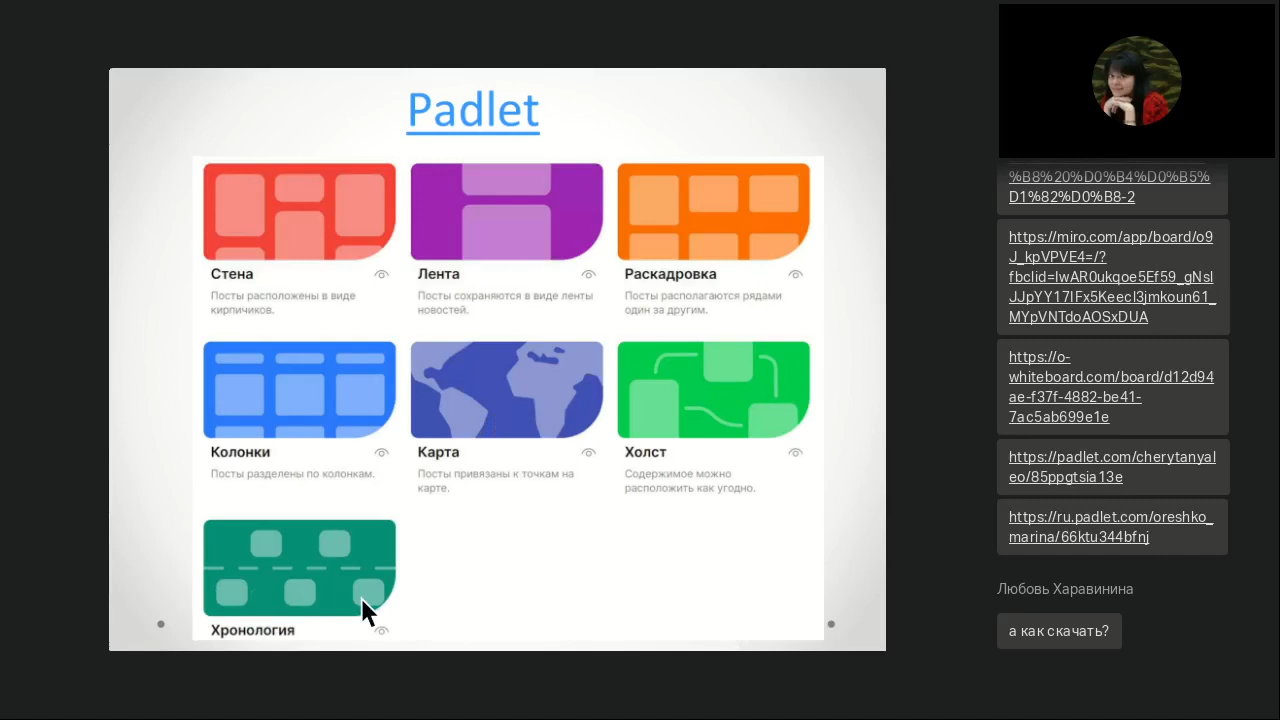 Padlet
Стена
Посты расположены в виде
кирпичиков.
Лента
Посты сохраняются в виде ленты
новостей.
Раскадровка
Посты располагаются рядами
один за другим.
Колонки
Посты разделены по колонкам.
Карта
Посты привязаны к точкам на
карте.
Холст
Содержимое можно
расположить как угодно.
Хронология
%B8%20%D0%B4%D0%B5%
D1%82%D0%B8-2
https://miro.com/app/board/o9
J_kpVPVE4=/?
fbclid=IwAR0ukqoe5Ef59_gNsl
JJpYY17IFx5Keecl3jmkoun61_
MYpVNTdoAOSxDUA
https://o-
whiteboard.com/board/d12d94
ae-f37f-4882-be41-
7ac5ab699e1e
https://padlet.com/cherytanyal
eo/85ppgtsia13e
https://ru.padlet.com/oreshko_
marina/66ktu344bfnj
Любовь Харавинина
а как скачать?